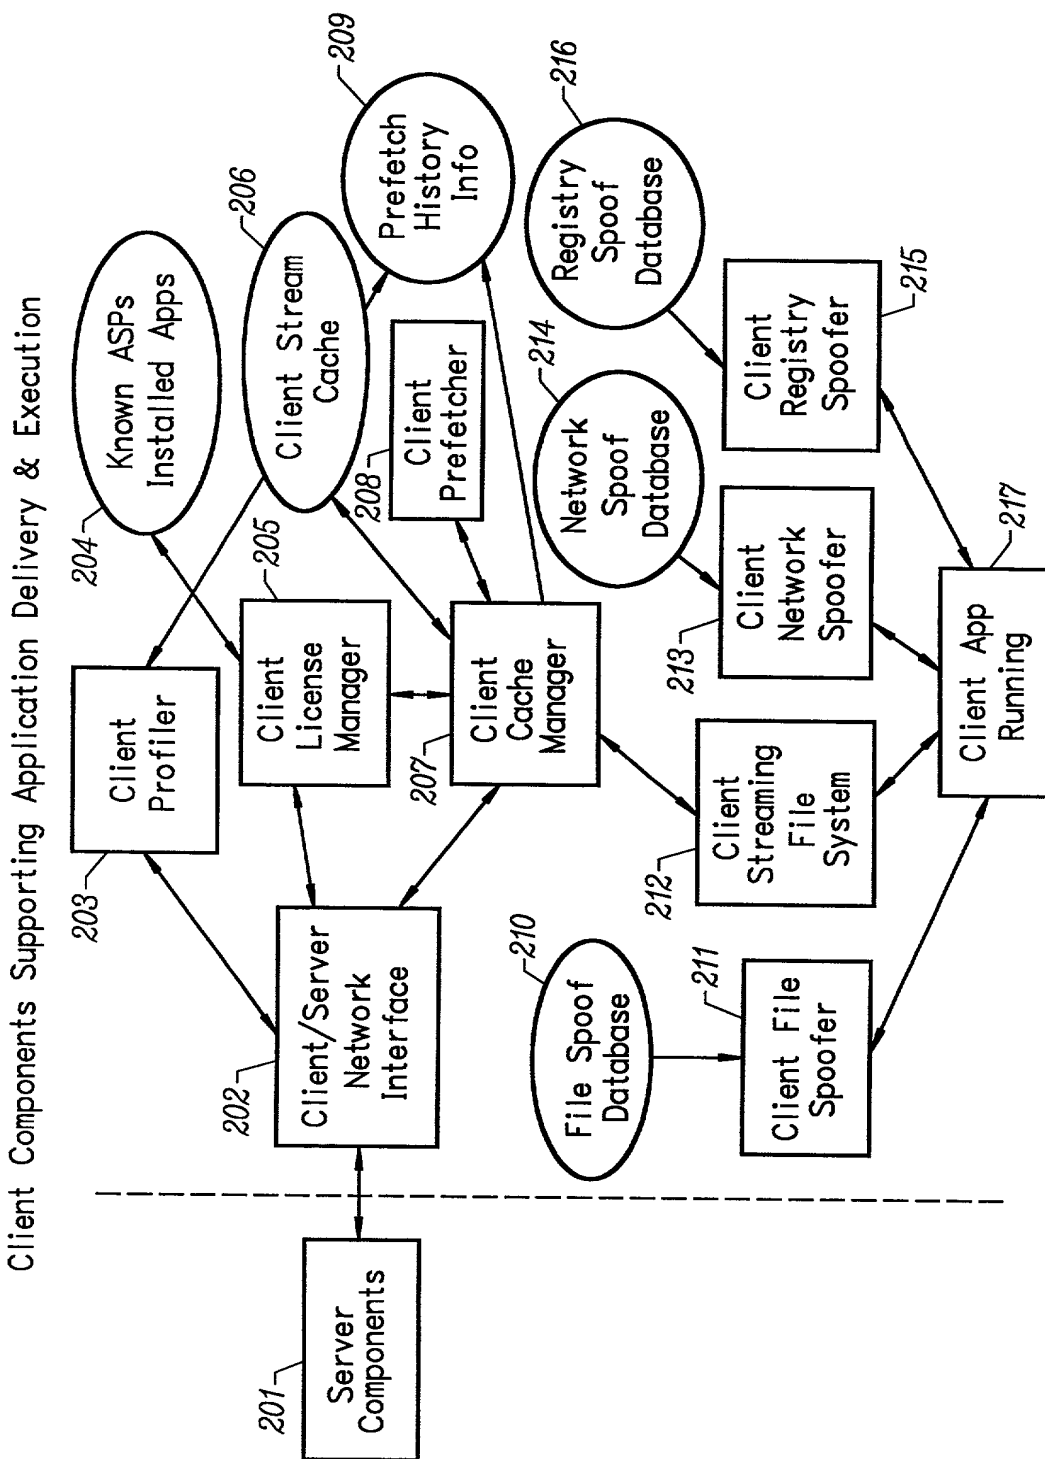 Client Components Supporting Application Delivery & Execution
201
Server
Components
202
Client/Server
Network
Interface
203
Client
Profiler
204
Known ASPs
Installed Apps
205
Client
License
Manager
206
Client Stream
Cache
207
Client
Cache
Manager
208
Client
Prefetcher
209
Prefetch
History
Info
210
File Spoof
Database
211
Client File
Spoofer
212
Client
Streaming
File
System
213
Client
Network
Spoofer
214
Network
Spoof
Database
215
Client
Registry
Spoofer
216
Registry
Spoof
Database
217
Client App
Running